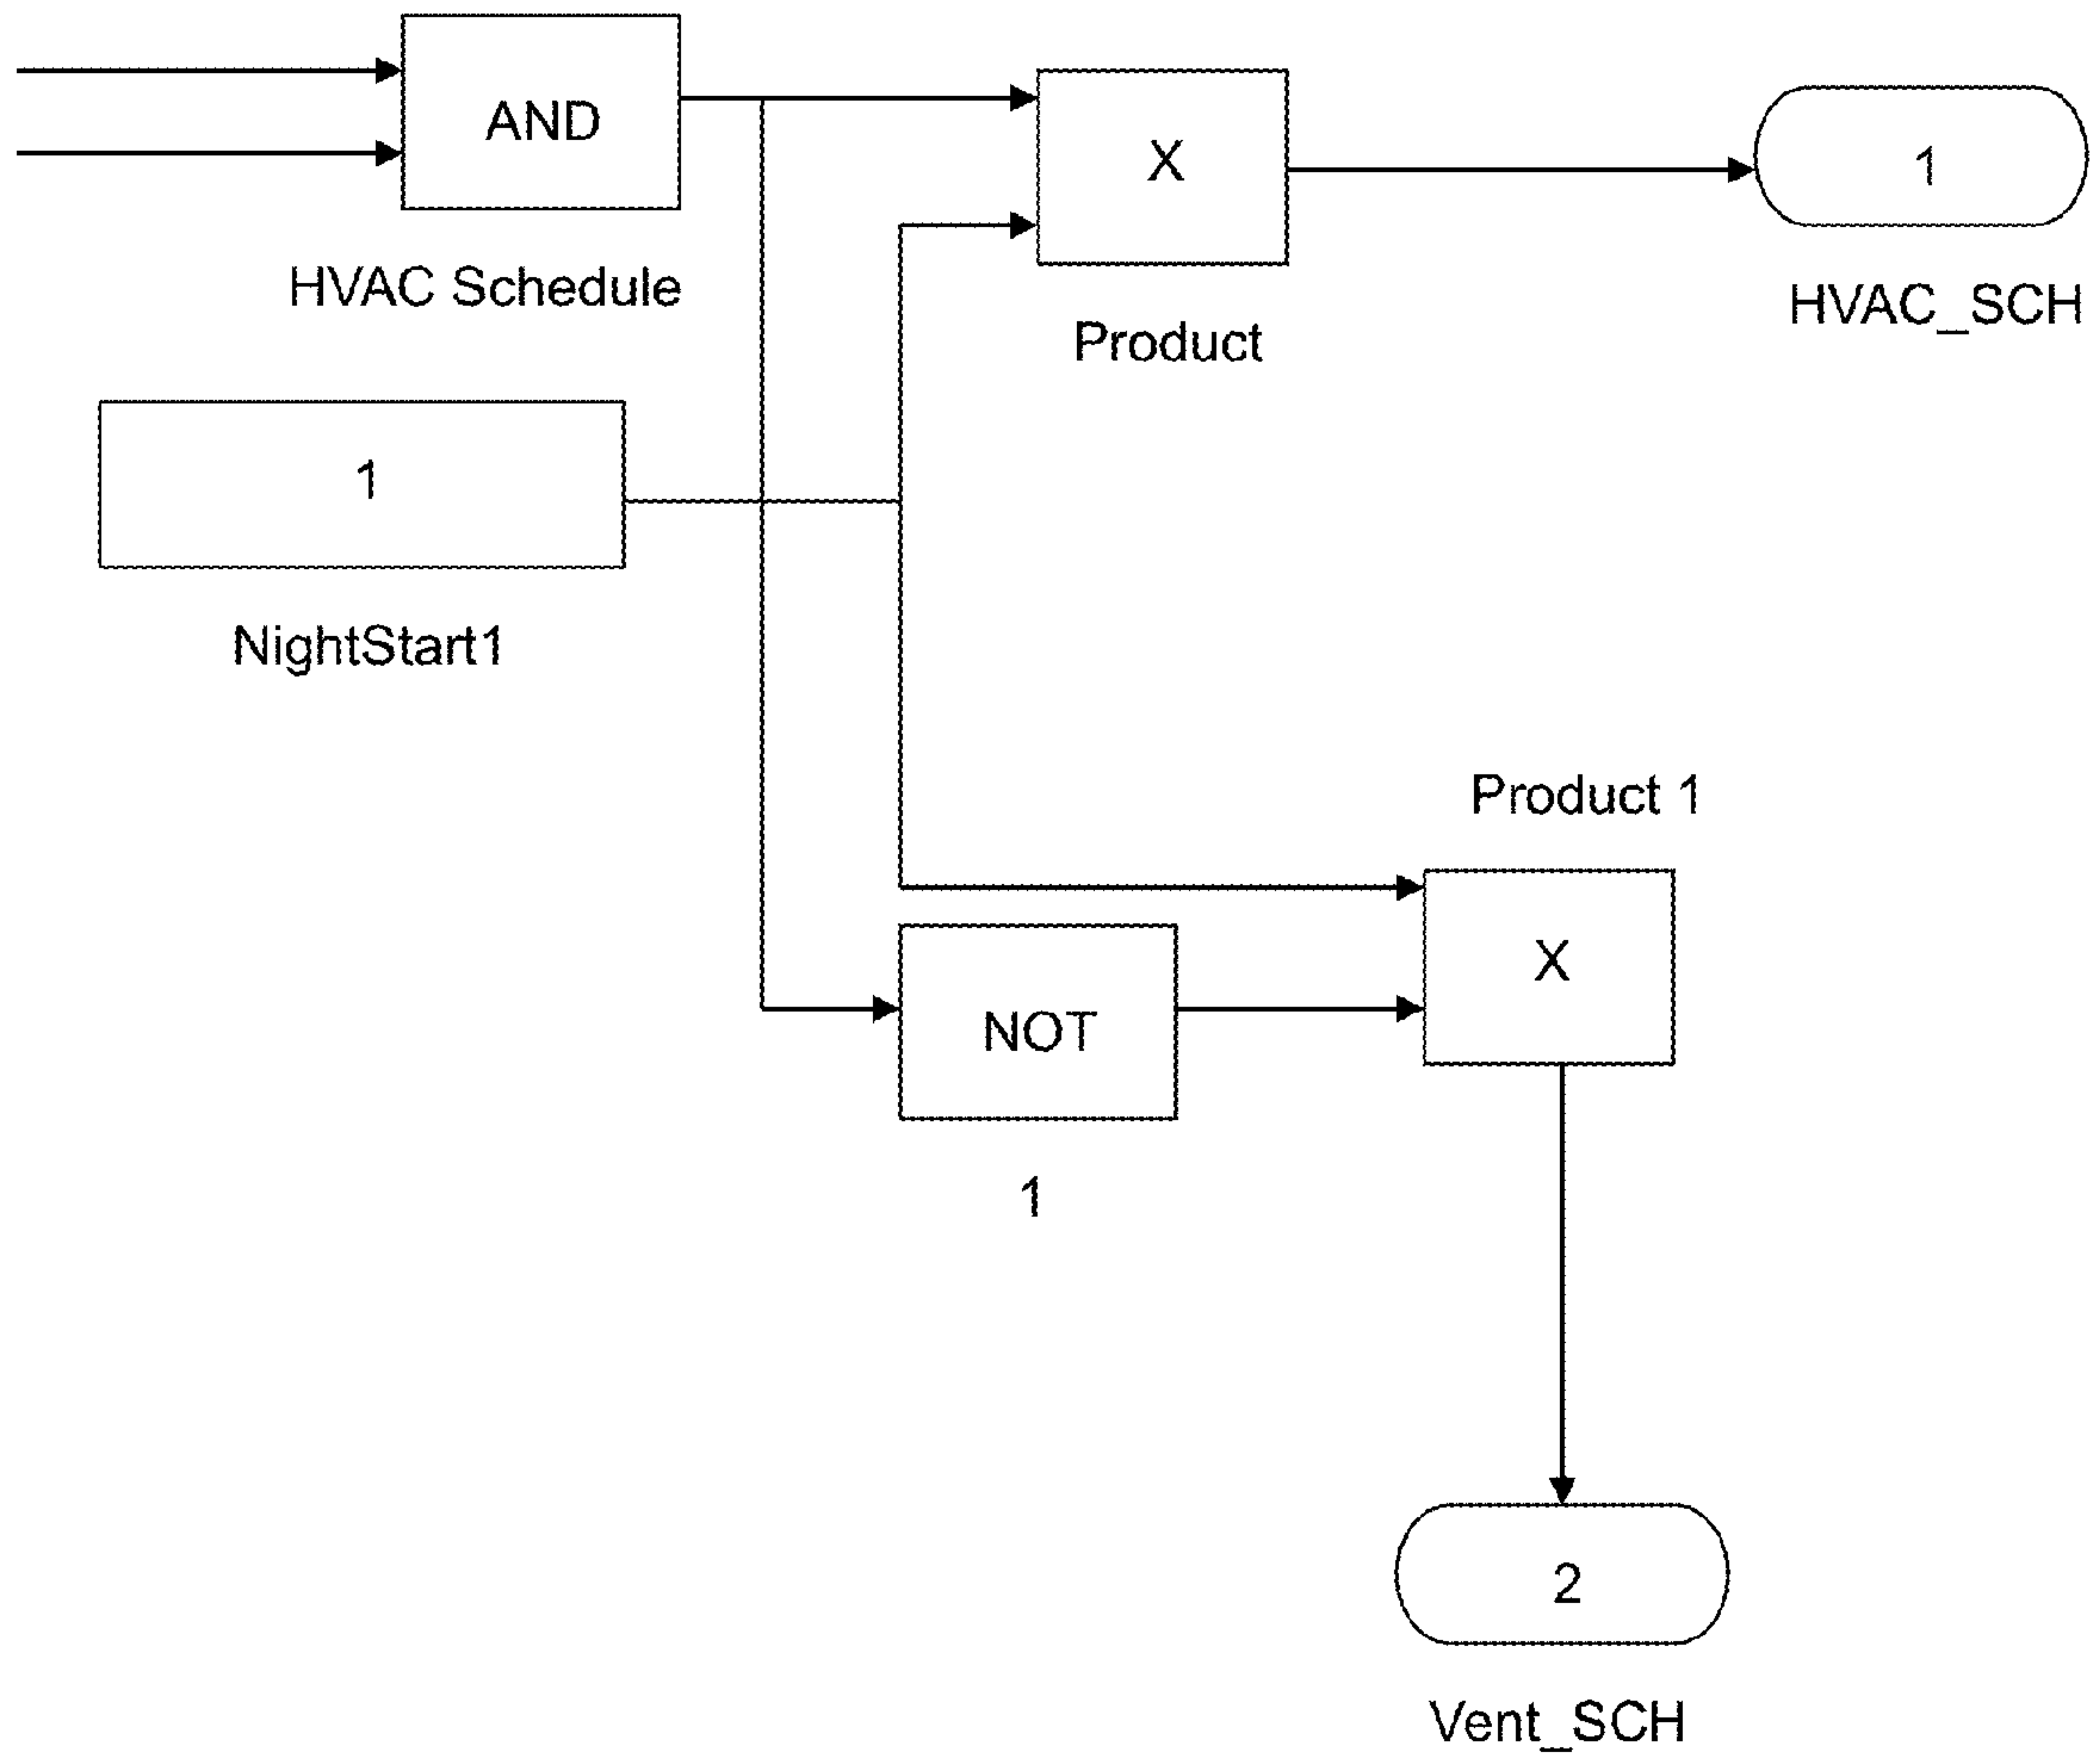 AND
X
1
HVAC Schedule
HVAC_SCH
Product
1
NightStart1
Product 1
X
NOT
1
2
Vent_SCH